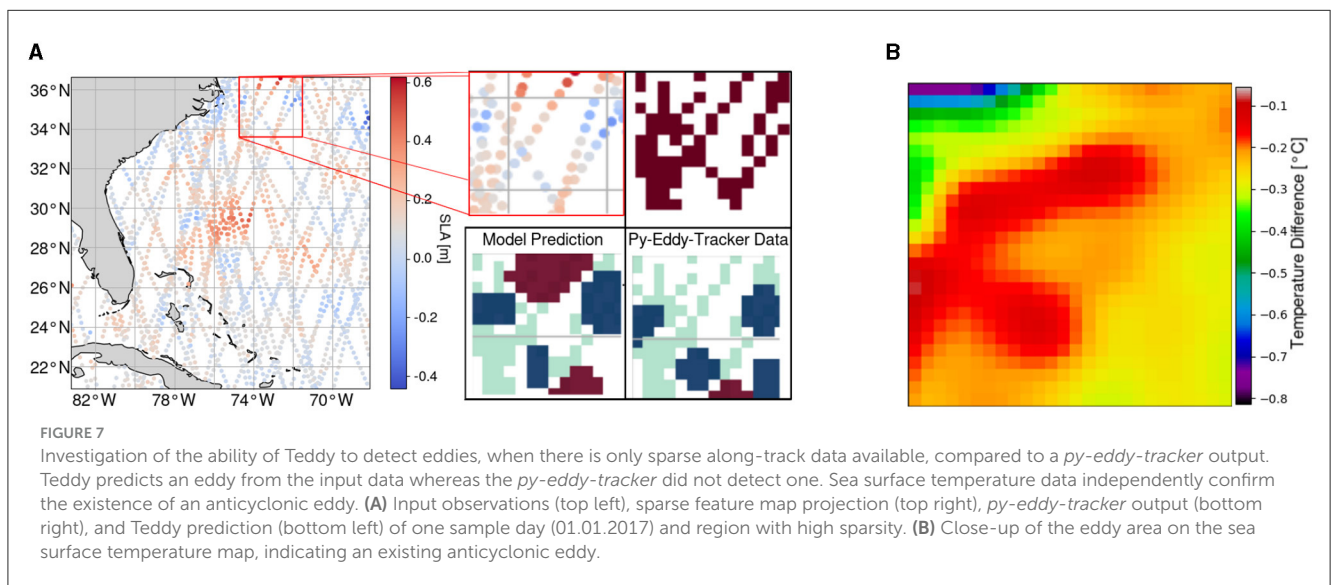 A
B
36°N
34°N
32°N
30°N
28°N
26°N
24°N
22°N
82°W
78°W
74°W
70°W
0.6
0.4
0.2
0.0
-0.2
-0.4
SLA [m]
Model Prediction
Py-Eddy-Tracker Data
−0.1
−0.2
−0.3
−0.4
−0.5
−0.6
−0.7
−0.8
Temperature Difference [°C]
FIGURE 7
Investigation of the ability of Teddy to detect eddies, when there is only sparse along-track data available, compared to a py-eddy-tracker output.
Teddy predicts an eddy from the input data whereas the py-eddy-tracker did not detect one. Sea surface temperature data independently confirm
the existence of an anticyclonic eddy. (A) Input observations (top left), sparse feature map projection (top right), py-eddy-tracker output (bottom
right), and Teddy prediction (bottom left) of one sample day (01.01.2017) and region with high sparsity. (B) Close-up of the eddy area on the sea
surface temperature map, indicating an existing anticyclonic eddy.